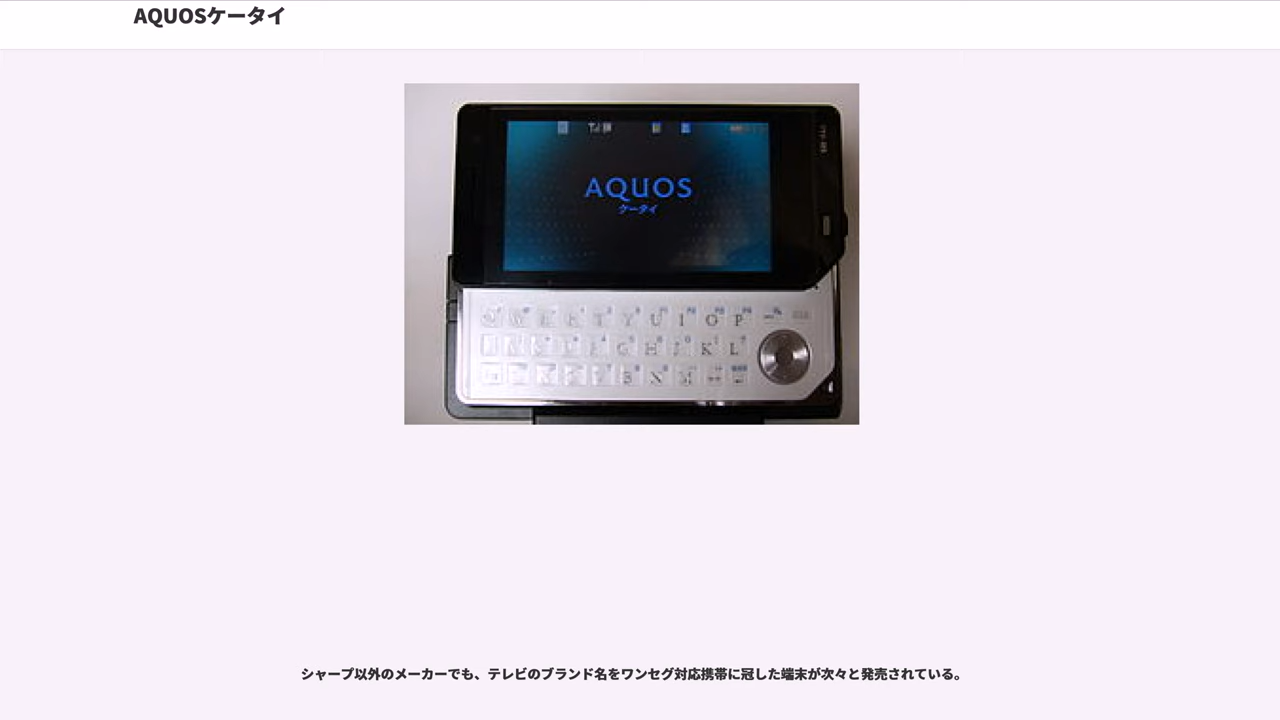 AQUOSケータイ
AQUOS
ケータイ
Y U I O P
G H J K L
B N M
シャープ以外のメーカーでも、テレビのブランド名をワンセグ対応携帯に冠した端末が次々と発売されている。